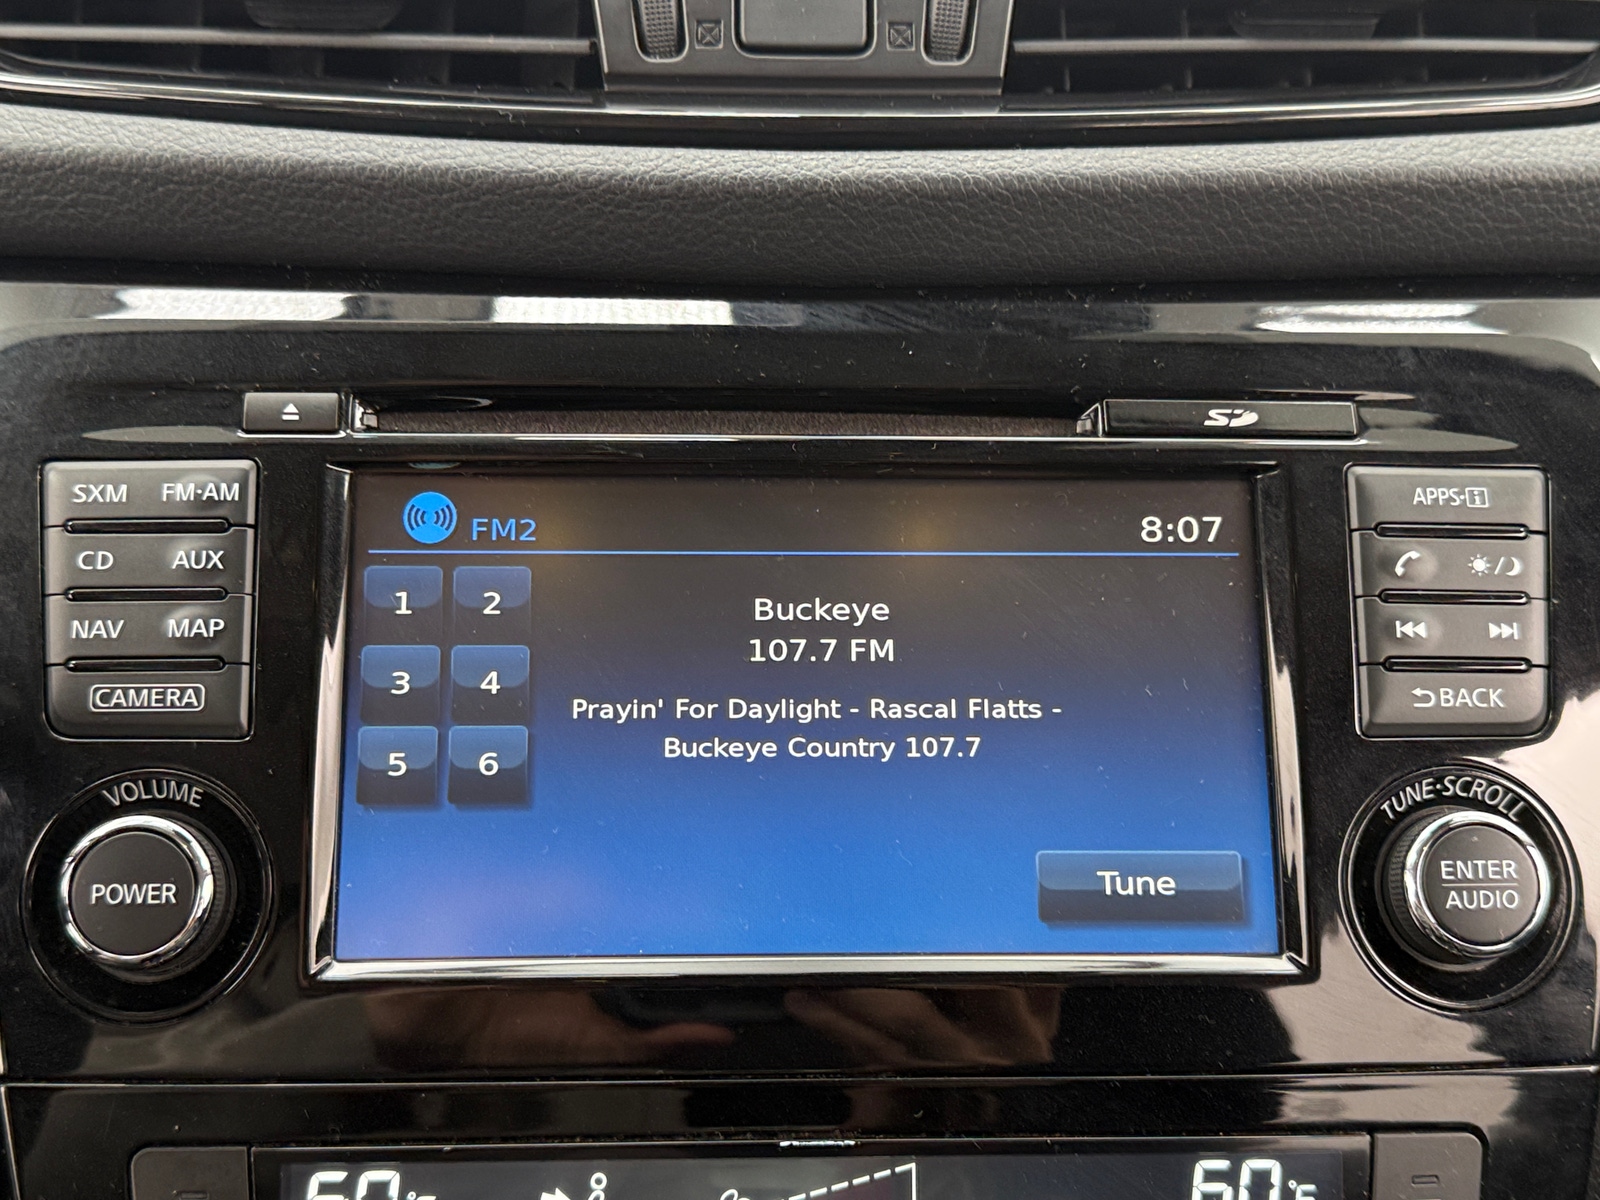 SD
SXM FM·AM
CD AUX
NAV MAP
CAMERA
VOLUME
POWER
FM2 8:07
1 2
3 4
5 6
Buckeye
107.7 FM
Prayin' For Daylight - Rascal Flatts -
Buckeye Country 107.7
Tune
APPS·i
BACK
TUNE·SCROLL
ENTER
AUDIO
60°F 60°F